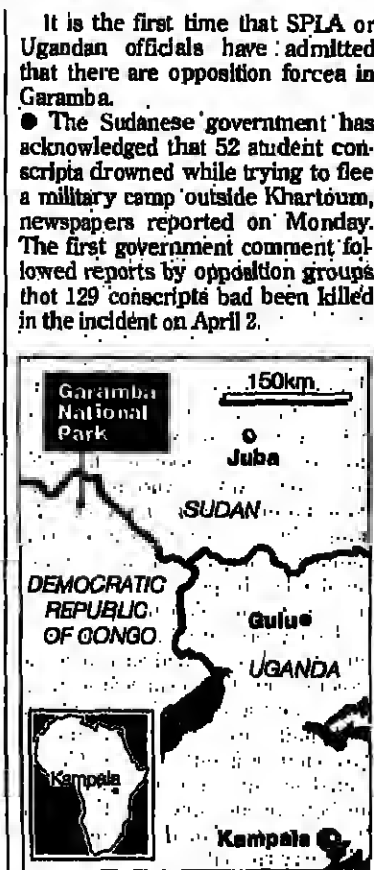 It is the first time that SPLA or
Ugandan officials have admitted
that there are opposition forces in
Garamba.
● The Sudanese government has
acknowledged that 52 student con-
scripts drowned while trying to flee
a military camp outside Khartoum,
newspapers reported on Monday.
The first government comment fol-
lowed reports by opposition groups
thot 129 conscripts bad been killed
in the incident on April 2.
Garamba
National
Park
150km
Juba
SUDAN
DEMOCRATIC
REPUBLIC
OF CONGO
Gulu
UGANDA
Kampala
Kampala